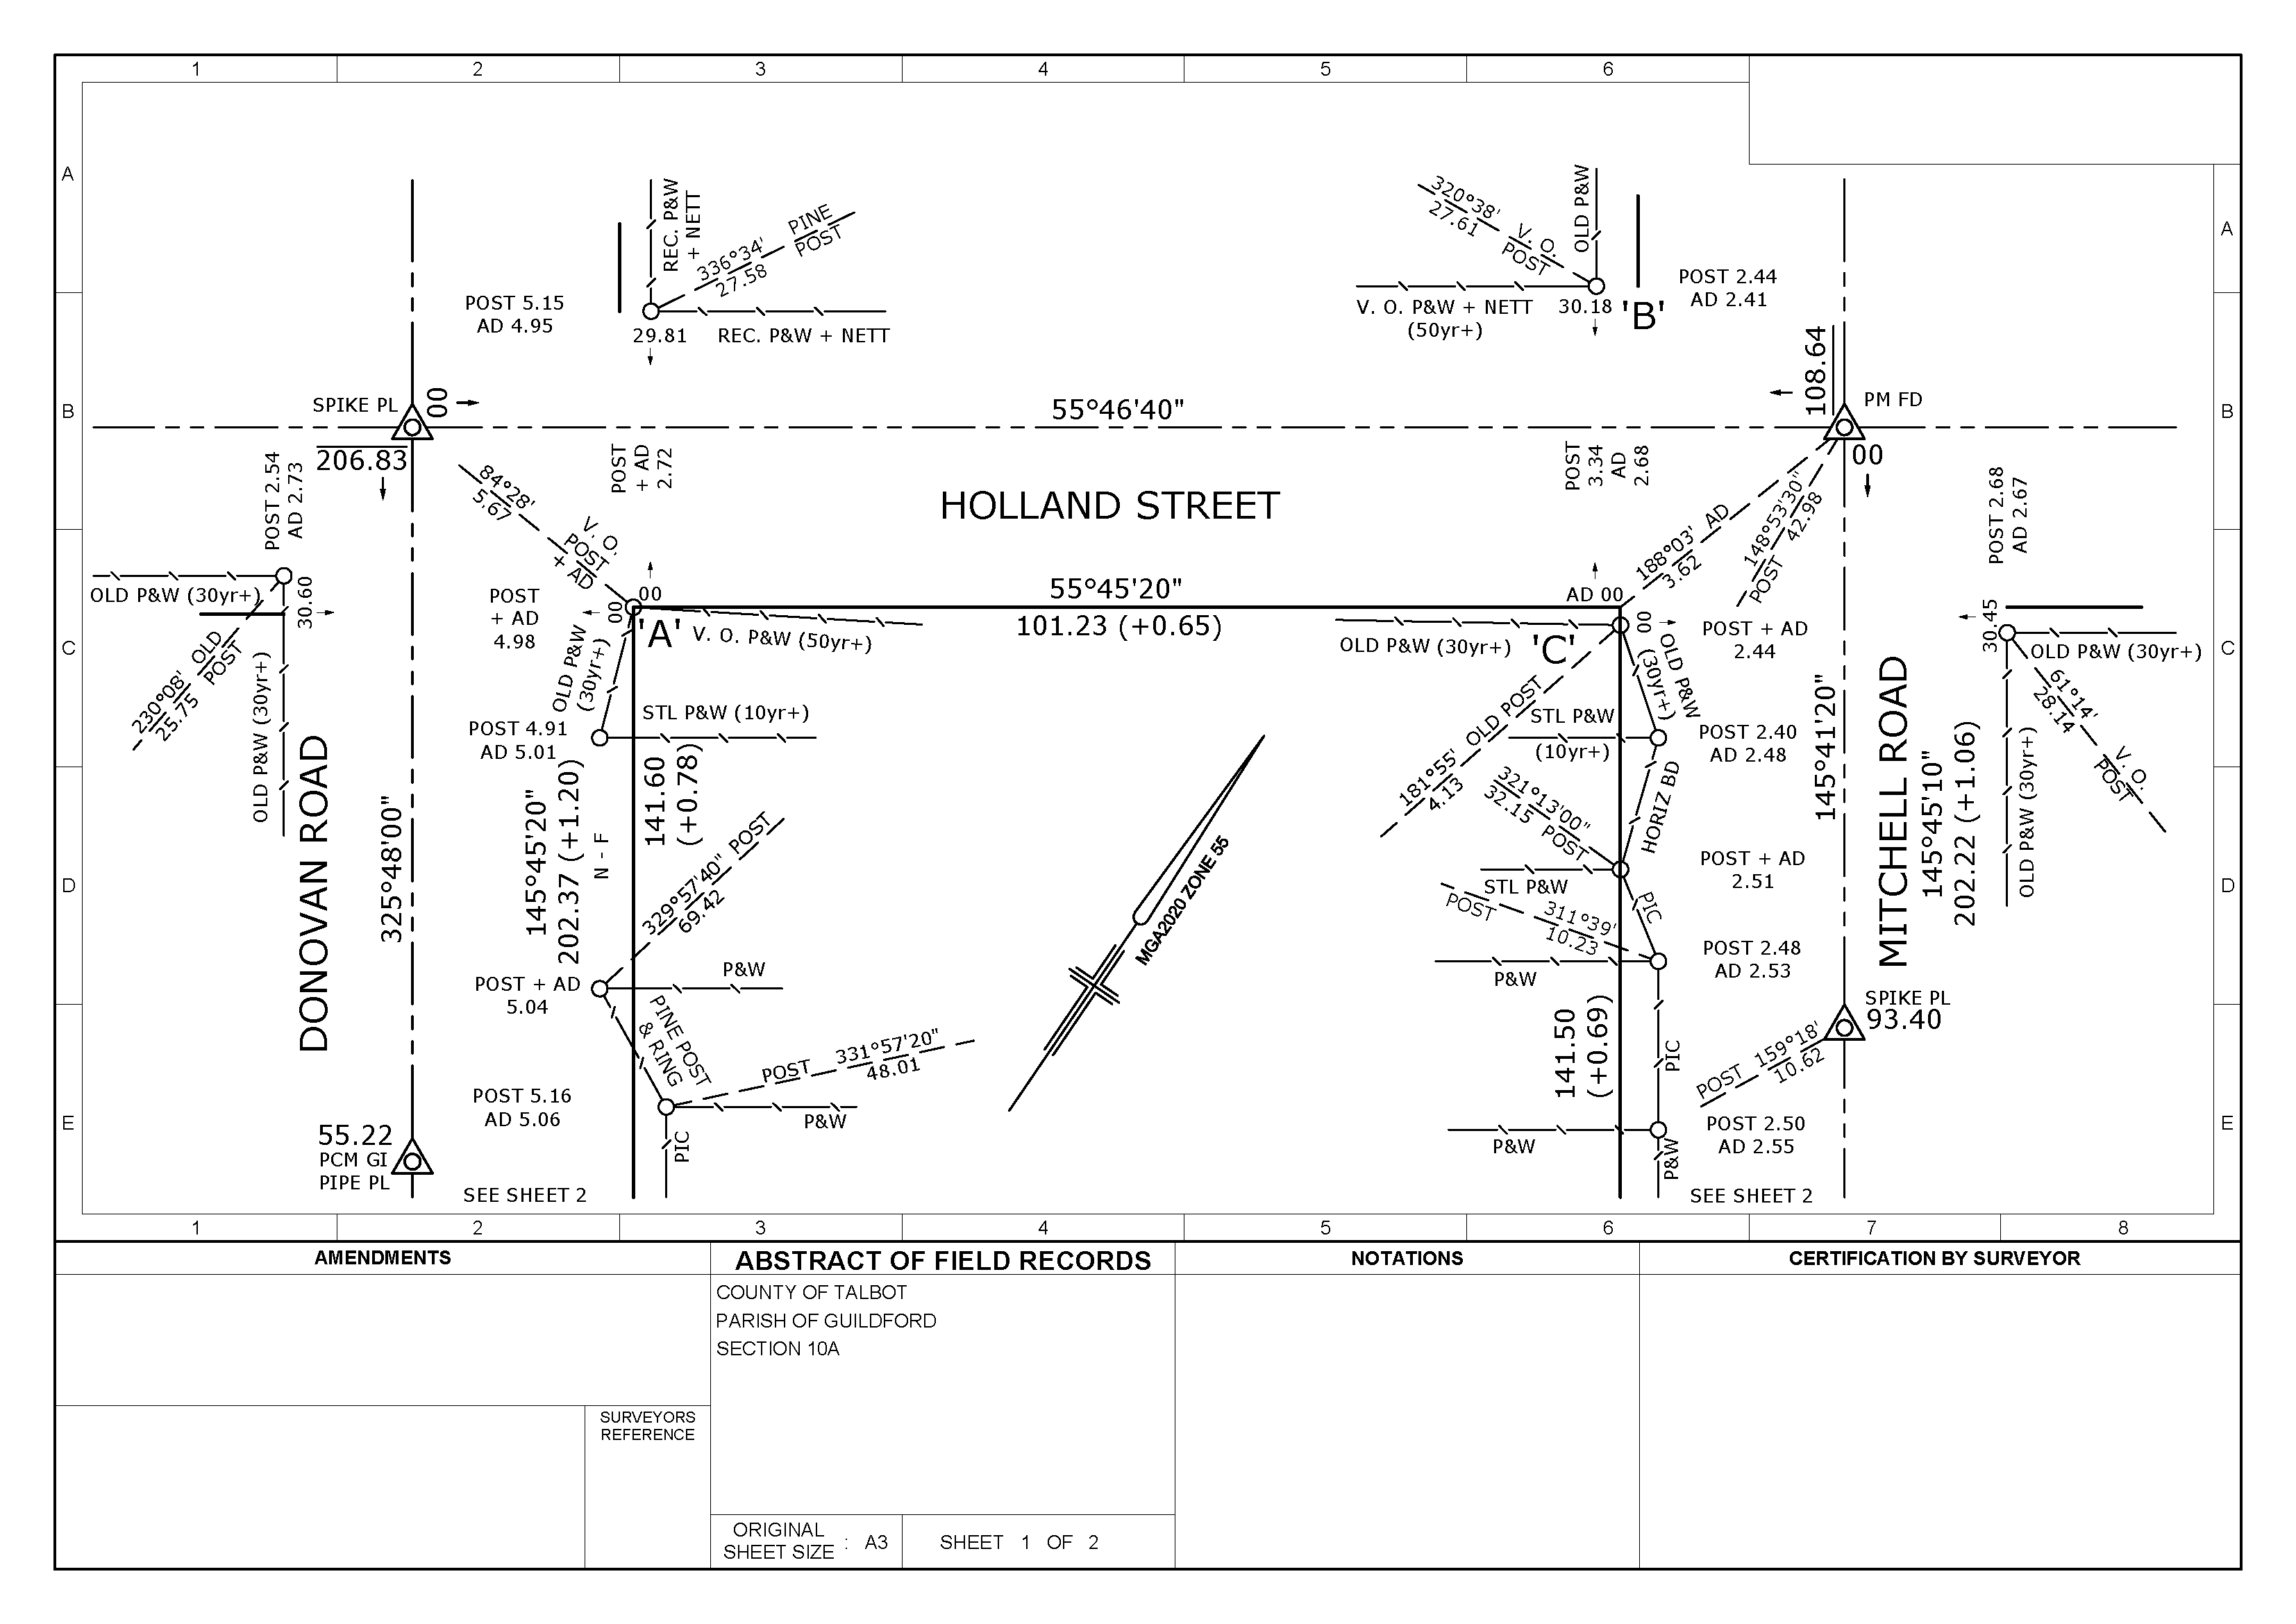 1 2 3 4 5 6
A
A
REC. P&W
+ NETT
336°34'
27.58
PINE
POST
POST 5.15
AD 4.95
29.81
REC. P&W + NETT
320°38'
27.61
V. O.
POST
OLD P&W
V. O. P&W + NETT
(50yr+)
30.18
'B'
POST 2.44
AD 2.41
B
B
SPIKE PL
00
206.83
55°46'40"
108.64
PM FD
00
POST 2.54
AD 2.73
84°28'
5.67
V. O.
POST
+ AD
POST
+ AD
2.72
HOLLAND STREET
POST
3.34
AD
2.68
188°03' AD
3.62
148°53'30"
42.98
POST
POST 2.68
AD 2.67
C
C
OLD P&W (30yr+)
30.60
230°08' OLD
25.75 POST
OLD P&W (30yr+)
POST
+ AD
4.98
00
00
'A'
V. O. P&W (50yr+)
OLD P&W
(30yr+)
55°45'20"
101.23 (+0.65)
AD 00
OLD P&W (30yr+)
'C'
00
OLD P&W
(30yr+)
POST + AD
2.44
30.45
OLD P&W (30yr+)
61°14'
28.14
V. O.
POST
OLD P&W (30yr+)
POST 4.91
AD 5.01
STL P&W (10yr+)
181°55' OLD POST
4.13
STL P&W
(10yr+)
POST 2.40
AD 2.48
D
D
DONOVAN ROAD
325°48'00"
145°45'20"
202.37 (+1.20)
N - F
141.60
(+0.78)
329°57'40" POST
69.42
MGA2020 ZONE 55
321°13'00"
32.15 POST
HORIZ BD
STL P&W
POST + AD
2.51
145°41'20"
MITCHELL ROAD
145°45'10"
202.22 (+1.06)
POST
311°39'
10.23
PIC
P&W
POST 2.48
AD 2.53
POST + AD
5.04
P&W
PINE POST
& RING
POST 331°57'20"
48.01
141.50
(+0.69)
PIC
SPIKE PL
93.40
POST 159°18'
10.62
E
E
POST 5.16
AD 5.06
P&W
PIC
P&W
P&W
POST 2.50
AD 2.55
55.22
PCM GI
PIPE PL
SEE SHEET 2
SEE SHEET 2
1 2 3 4 5 6 7 8
AMENDMENTS
ABSTRACT OF FIELD RECORDS
NOTATIONS
CERTIFICATION BY SURVEYOR
COUNTY OF TALBOT
PARISH OF GUILDFORD
SECTION 10A
SURVEYORS
REFERENCE
ORIGINAL
SHEET SIZE : A3
SHEET 1 OF 2